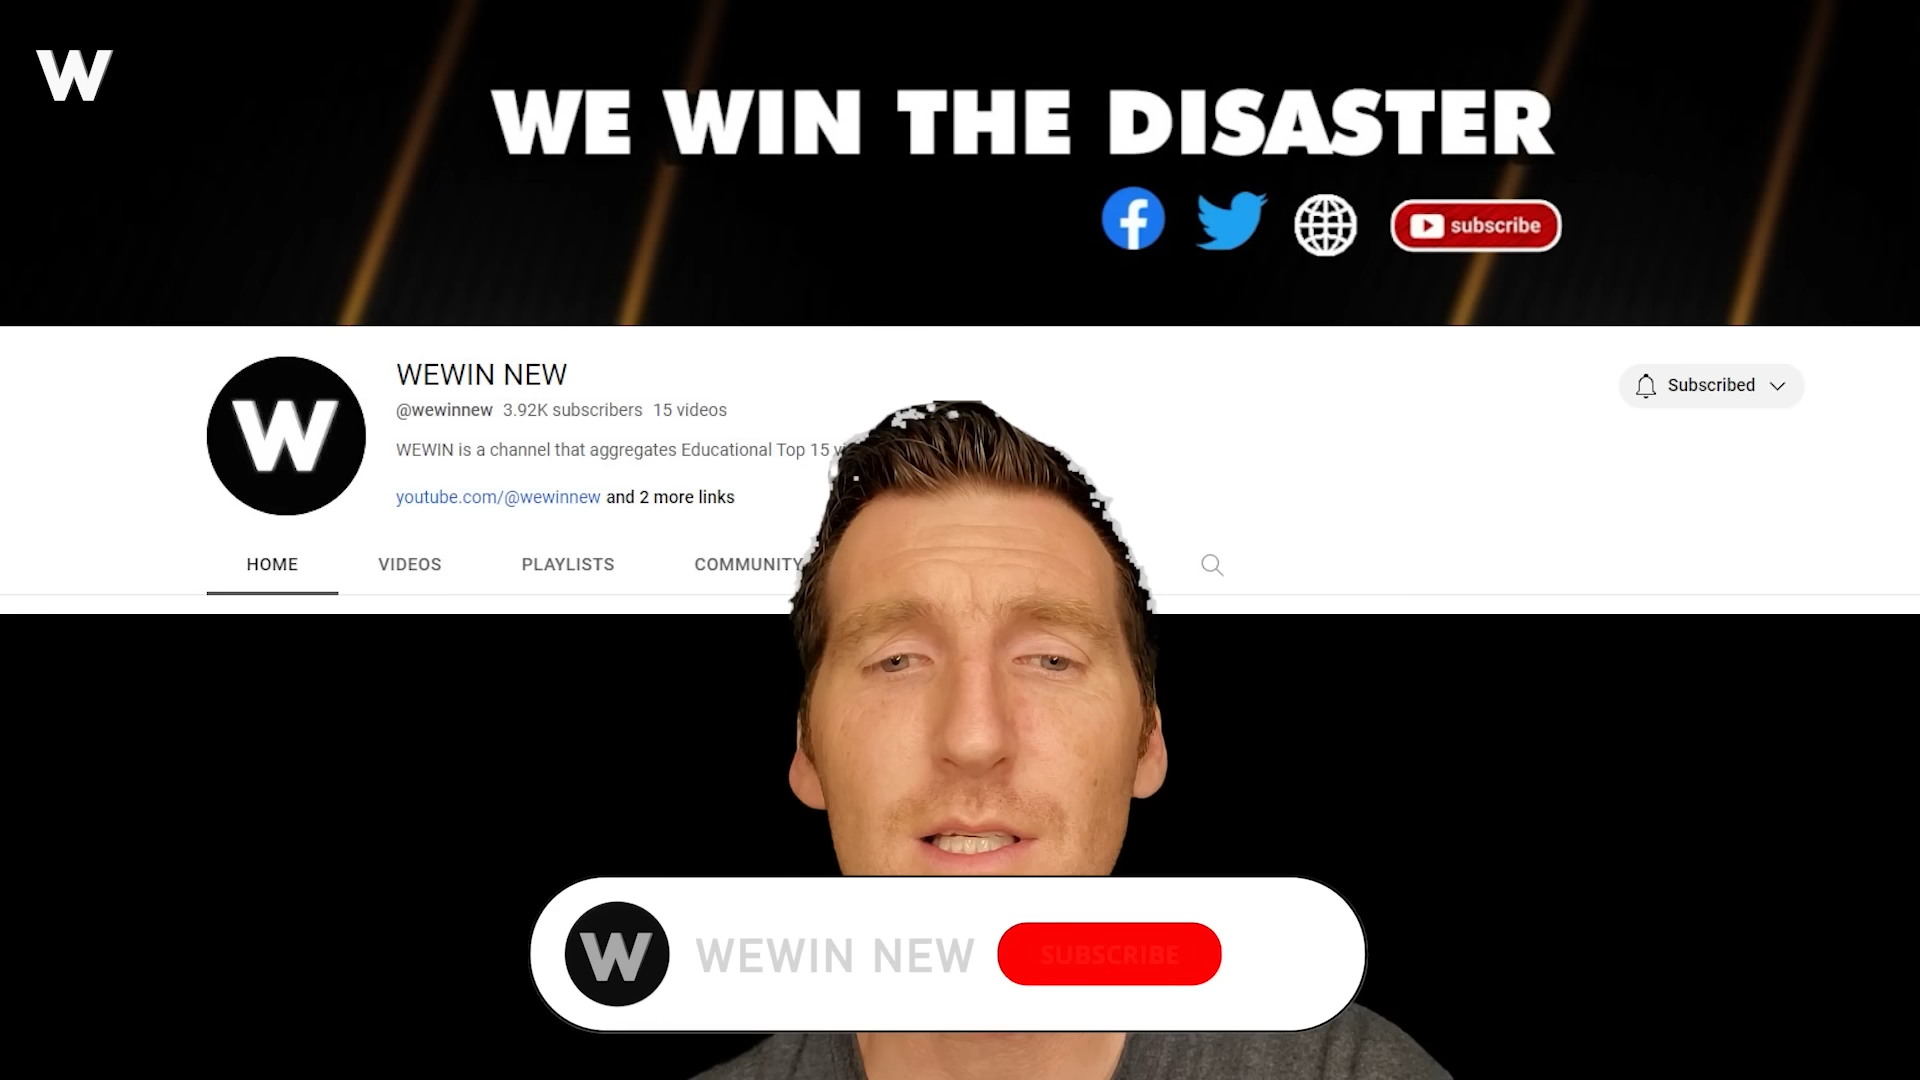 W
WE WIN THE DISASTER
subscribe
W
WEWIN NEW
@wewinnew 3.92K subscribers 15 videos
WEWIN is a channel that aggregates Educational Top 15
youtube.com/@wewinnew and 2 more links
Subscribed
HOME VIDEOS PLAYLISTS COMMUNITY
W WEWIN NEW SUBSCRIBE